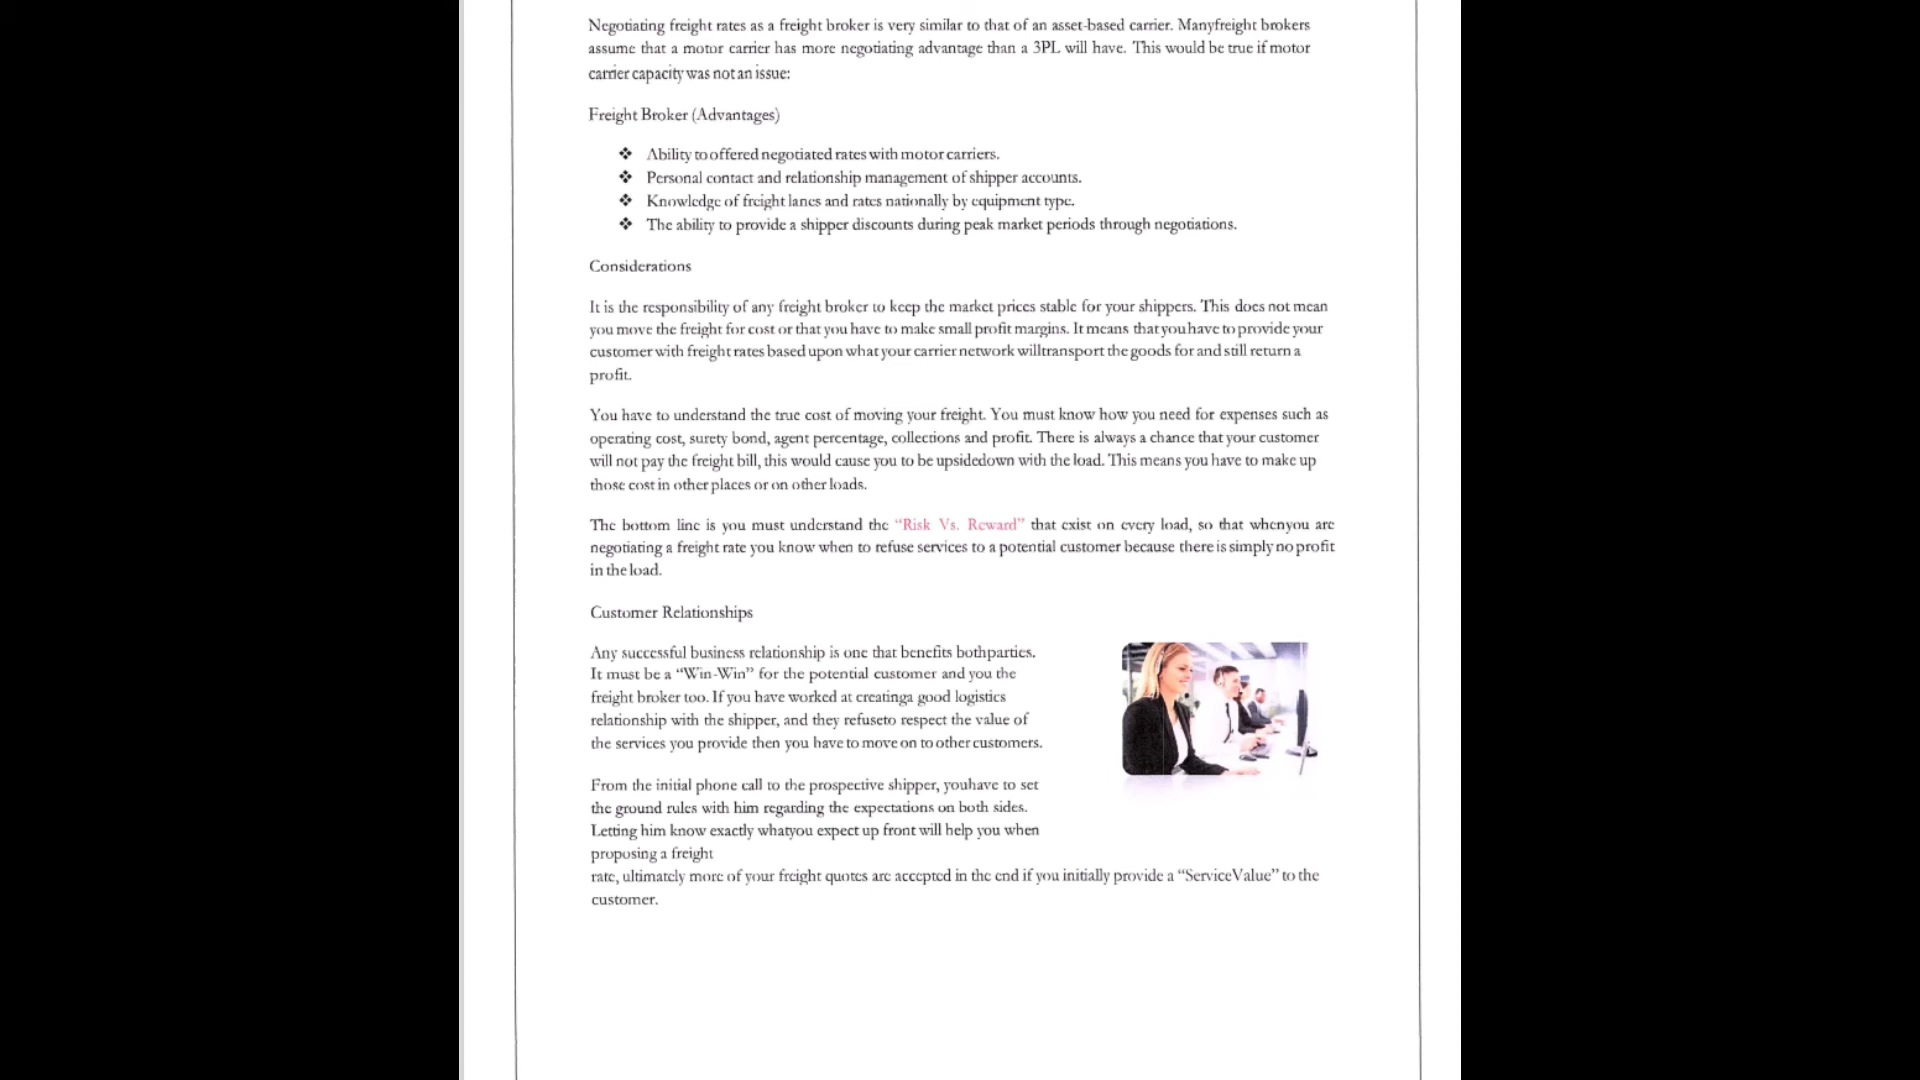 Negotiating freight rates as a freight broker is very similar to that of an asset-based carrier. Manyfreight brokers
assume that a motor carrier has more negotiating advantage than a 3PL will have. This would be true if motor
carrier capacity was not an issue:
Freight Broker (Advantages)
❖ Ability to offered negotiated rates with motor carriers.
❖ Personal contact and relationship management of shipper accounts.
❖ Knowledge of freight lanes and rates nationally by equipment type.
❖ The ability to provide a shipper discounts during peak market periods through negotiations.
Considerations
It is the responsibility of any freight broker to keep the market prices stable for your shippers. This does not mean
you move the freight for cost or that you have to make small profit margins. It means that you have to provide your
customer with freight rates based upon what your carrier network willtransport the goods for and still return a
profit.
You have to understand the true cost of moving your freight. You must know how you need for expenses such as
operating cost, surety bond, agent percentage, collections and profit. There is always a chance that your customer
will not pay the freight bill, this would cause you to be upsidedown with the load. This means you have to make up
those cost in other places or on other loads.
The bottom line is you must understand the “Risk Vs. Reward” that exist on every load, so that whenyou are
negotiating a freight rate you know when to refuse services to a potential customer because there is simply no profit
in the load.
Customer Relationships
Any successful business relationship is one that benefits bothparties.
It must be a “Win-Win” for the potential customer and you the
freight broker too. If you have worked at creatinga good logistics
relationship with the shipper, and they refuseto respect the value of
the services you provide then you have to move on to other customers.
From the initial phone call to the prospective shipper, youhave to set
the ground rules with him regarding the expectations on both sides.
Letting him know exactly whatyou expect up front will help you when
proposing a freight
rate, ultimately more of your freight quotes are accepted in the end if you initially provide a “ServiceValue” to the
customer.